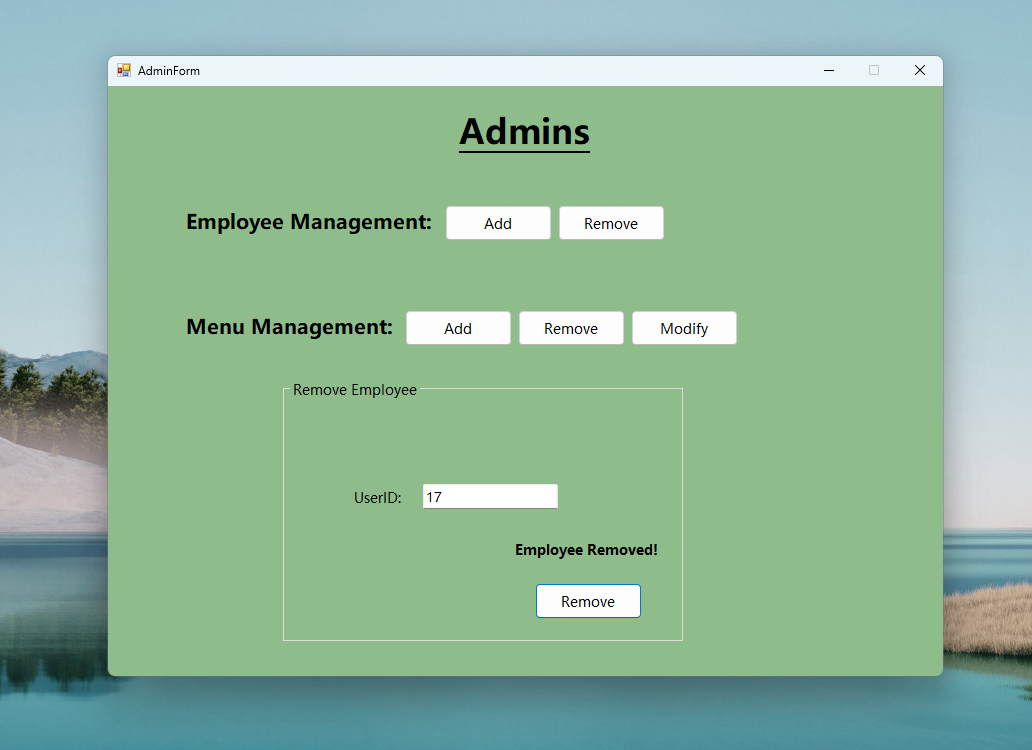 AdminForm
Admins
Employee Management: Add Remove
Menu Management: Add Remove Modify
Remove Employee
UserID: 17
Employee Removed!
Remove